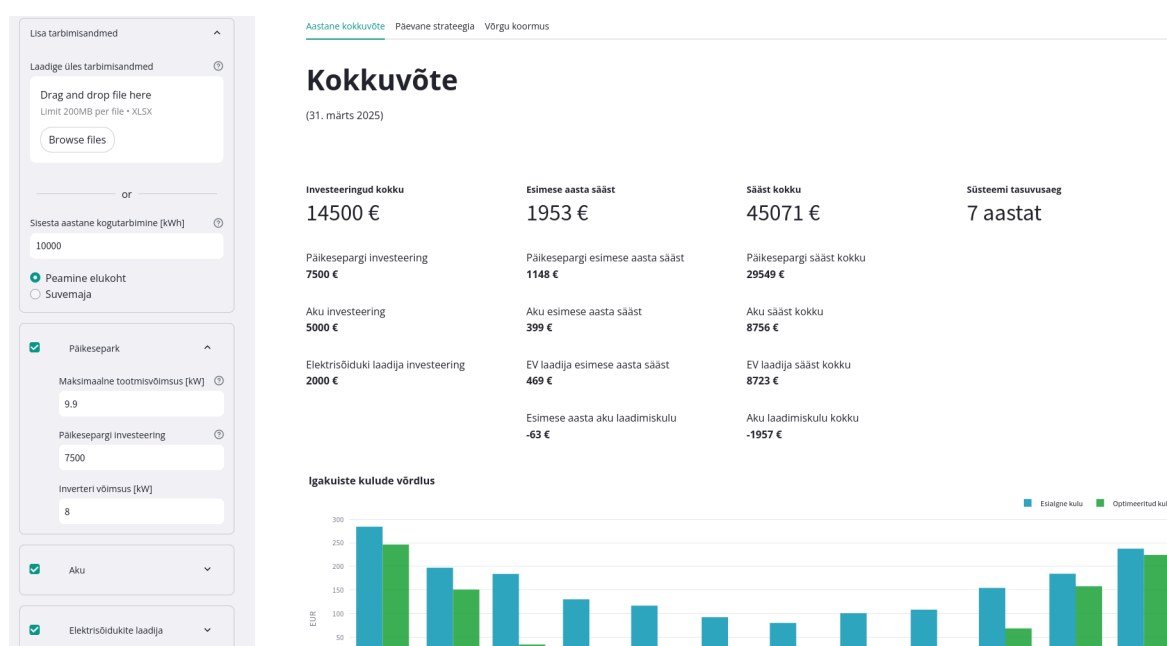 Lisa tarbimisandmed
Laadige üles tarbimisandmed
Drag and drop file here
Limit 200MB per file • XLSX
Browse files
or
Sisesta aastane kogutarbimine [kWh]
10000
Peamine elukoht
Suvemaja
Päikesepark
Maksimaalne tootmisvõimsus [kW]
9.9
Päikesepargi investeering
7500
Inverteri võimsus [kW]
8
Aku
Elektrisõidukite laadija
Aastane kokkuvõte Päevane strateegia Võrgu koormus
Kokkuvõte
(31. märts 2025)
Investeeringud kokku
14500 €
Päikesepargi investeering
7500 €
Aku investeering
5000 €
Elektrisõiduki laadija investeering
2000 €
Esimese aasta sääst
1953 €
Päikesepargi esimese aasta sääst
1148 €
Aku esimese aasta sääst
399 €
EV laadija esimese aasta sääst
469 €
Esimese aasta aku laadimiskulu
-63 €
Sääst kokku
45071 €
Päikesepargi sääst kokku
29549 €
Aku sääst kokku
8756 €
EV laadija sääst kokku
8723 €
Aku laadimiskulu kokku
-1957 €
Süsteemi tasuvusaeg
7 aastat
Igakuiste kulude võrdlus
Esialgne kulu Optimeeritud
300
250
200
150
100
50
EUR